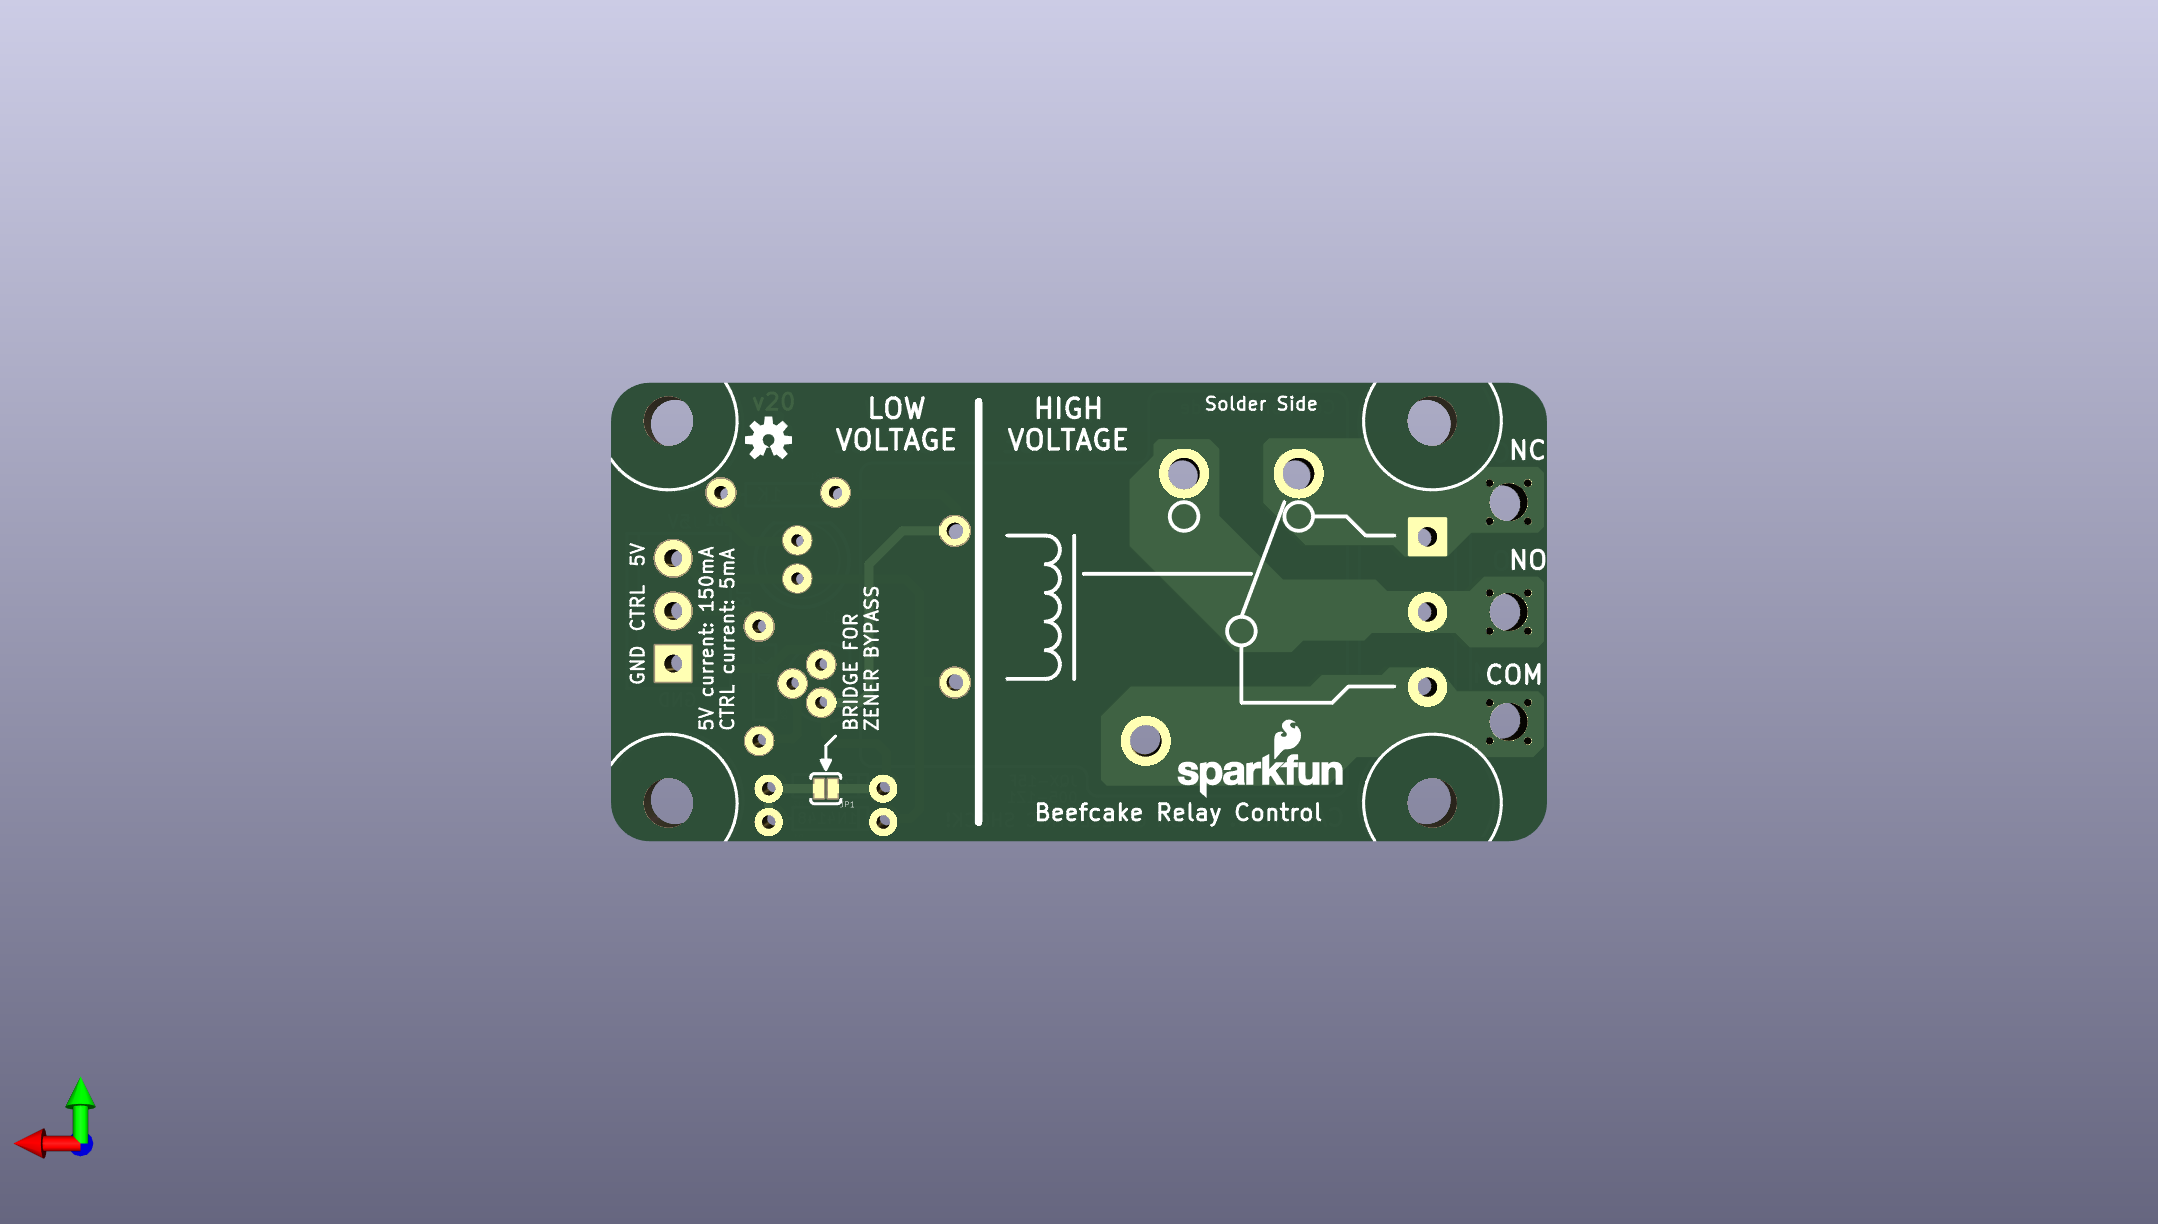 v20
LOW
VOLTAGE
HIGH
VOLTAGE
Solder Side
NC
NO
COM
5V
CTRL
GND
5V current: 150mA
CTRL current: 5mA
BRIDGE FOR
ZENER BYPASS
JP1
sparkfun
Beefcake Relay Control